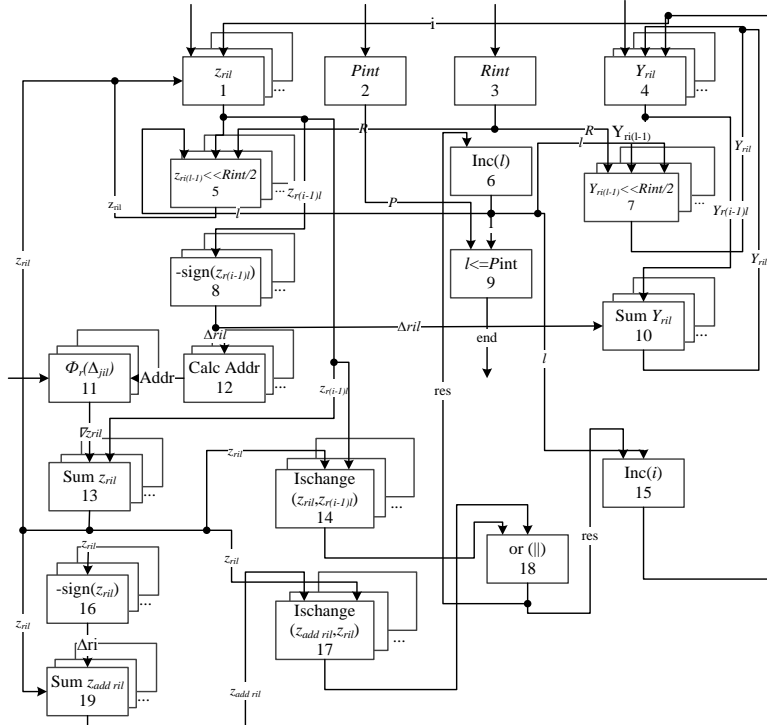 i
z_ril
1
...
Pint
2
Rint
3
Y_ril
4
...
R
R
Y_ri(l-1)
l
Y_ril
z_ri(l-1)<<Rint/2
5
...
z_r(i-1)l
Inc(l)
6
Y_ri(l-1)<<Rint/2
7
...
z_ril
l
P
l
Y_r(i-1)l
z_ril
-sign(z_r(i-1)l)
8
...
l<=Pint
9
Y_ril
Δril
Δril
Sum Y_ril
10
...
end
Φ_r(Δ_jil)
11
Addr
Calc Addr
12
...
z_r(i-1)l
res
l
∇zril
Sum z_ril
13
...
z_ril
Ischange
(z_ril,z_r(i-1)l)
14
...
Inc(i)
15
z_ril
z_ril
or (||)
18
res
-sign(z_ril)
16
...
Ischange
(z_add ril,z_ril)
17
...
z_ril
Δri
Sum z_add ril
19
...
z_add ril